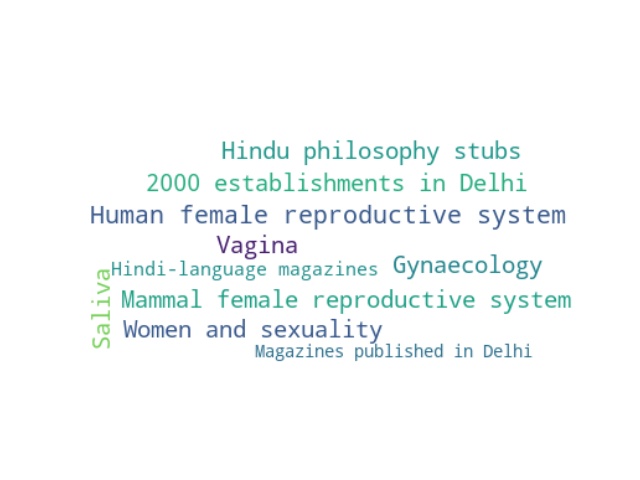 Hindu philosophy stubs
2000 establishments in Delhi
Human female reproductive system
Vagina
Hindi-language magazines
Gynaecology
Saliva
Mammal female reproductive system
Women and sexuality
Magazines published in Delhi